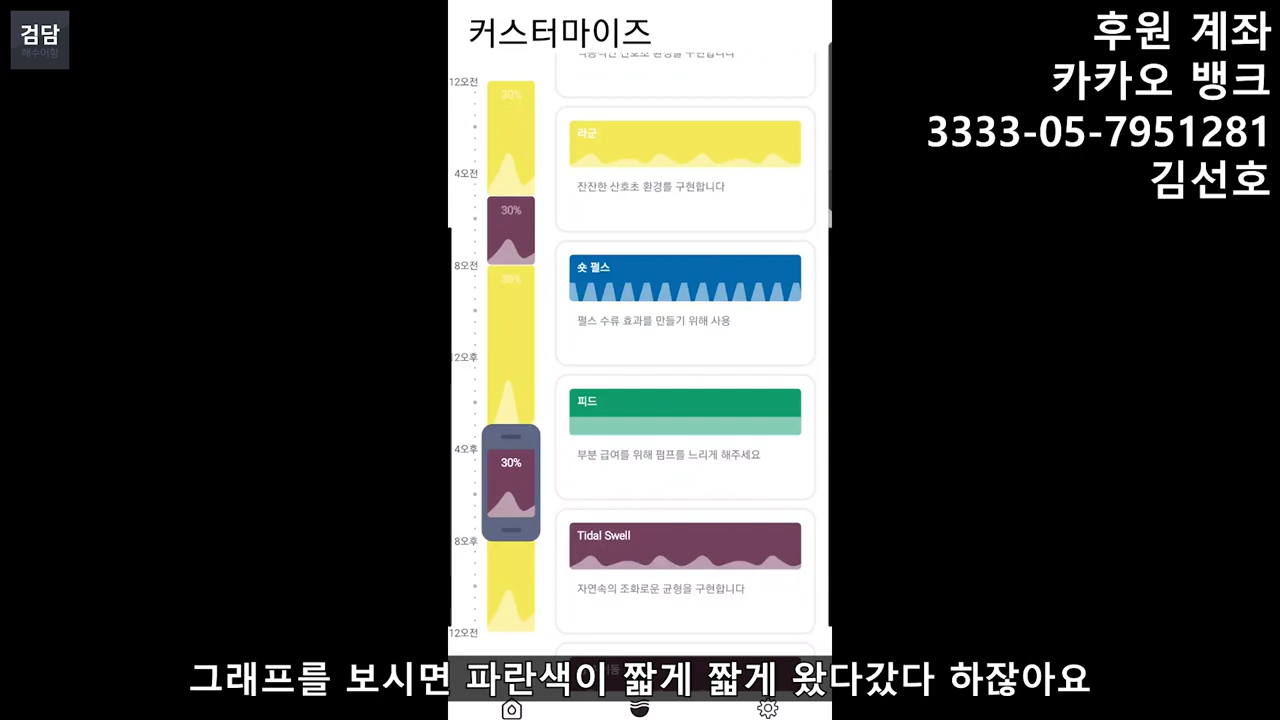 검담
해수어항
후원 계좌
카카오 뱅크
3333-05-7951281
김선호
커스터마이즈
12오전
30%
4오전
30%
8오전
12오후
4오후
30%
8오후
12오전
라군
잔잔한 산호초 환경를 구현합니다
숏 펄스
펄스 수류 효과를 만들기 위해 사용
피드
부분 급여를 위해 펌프를 느리게 해주세요
Tidal Swell
자연속의 조화로운 균형을 구현합니다
그래프를 보시면 파란색이 짧게 짧게 왔다갔다 하잖아요